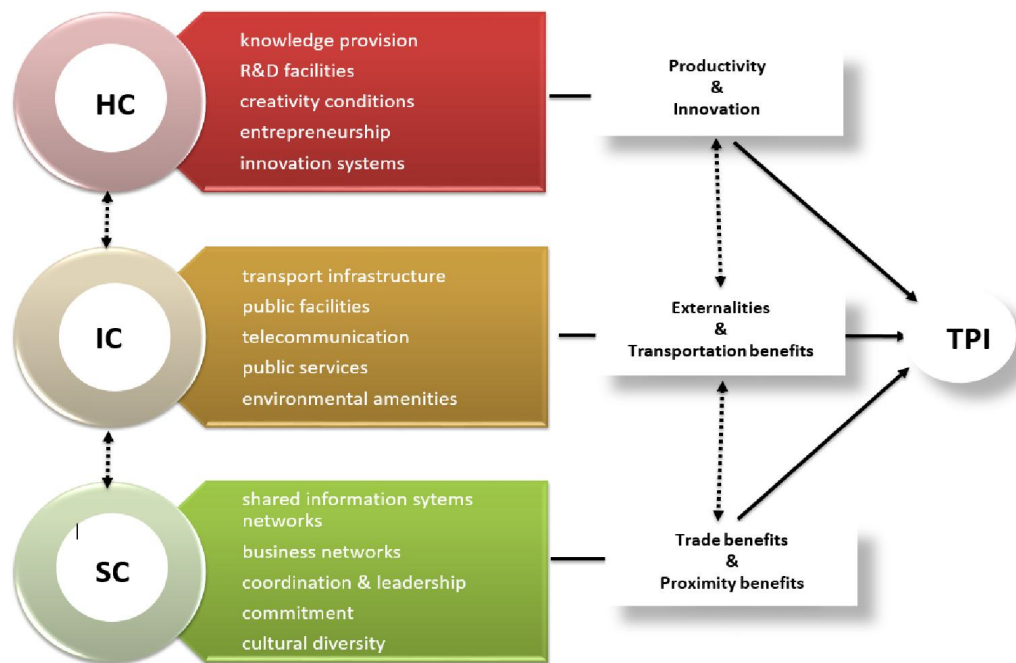 HC
knowledge provision
R&D facilities
creativity conditions
entrepreneurship
innovation systems
Productivity
&
Innovation
IC
transport infrastructure
public facilities
telecommunication
public services
environmental amenities
Externalities
&
Transportation benefits
TPI
SC
shared information sytems
networks
business networks
coordination & leadership
commitment
cultural diversity
Trade benefits
&
Proximity benefits